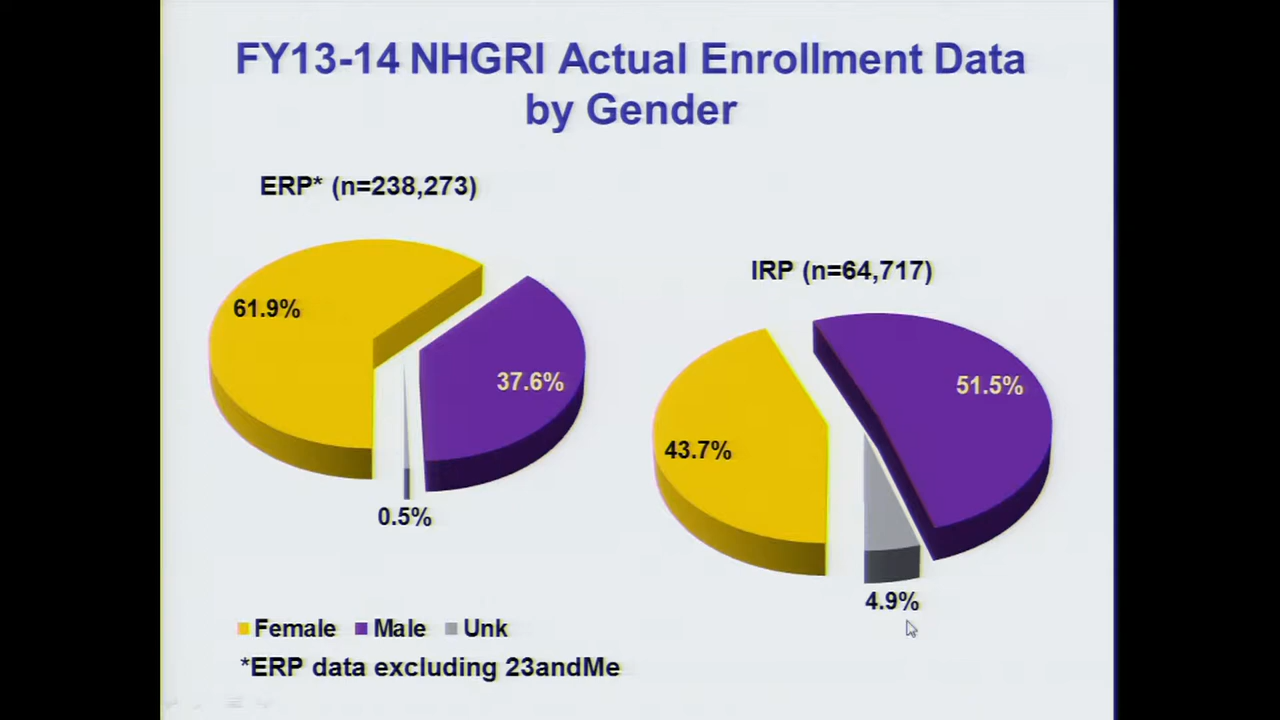 FY13-14 NHGRI Actual Enrollment Data
by Gender
ERP* (n=238,273)
61.9%
37.6%
0.5%
IRP (n=64,717)
51.5%
43.7%
4.9%
Female Male Unk
*ERP data excluding 23andMe